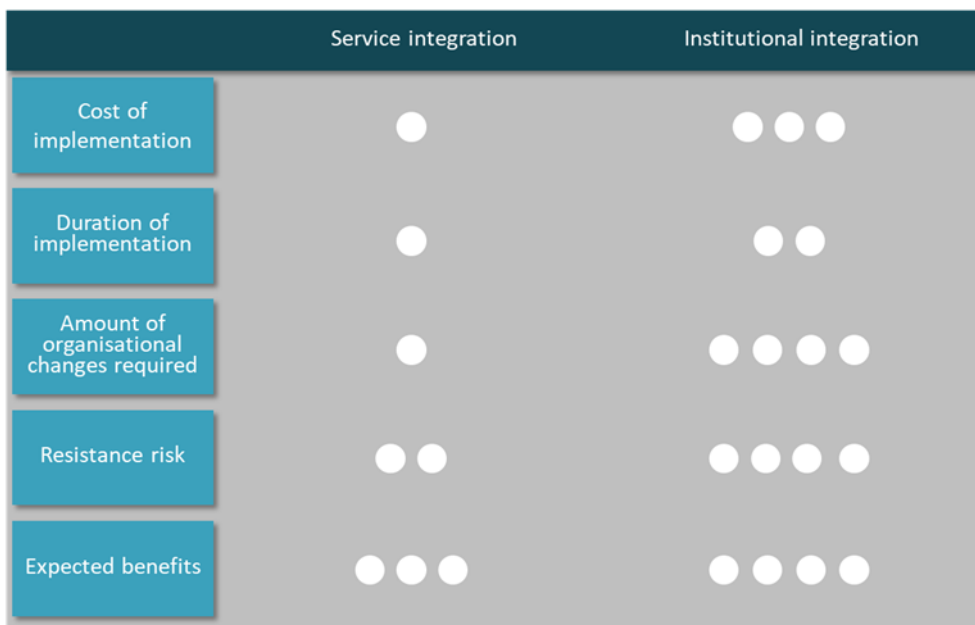 Service integration
Institutional integration
Cost of
implementation
Duration of
implementation
Amount of
organisational
changes required
Resistance risk
Expected benefits